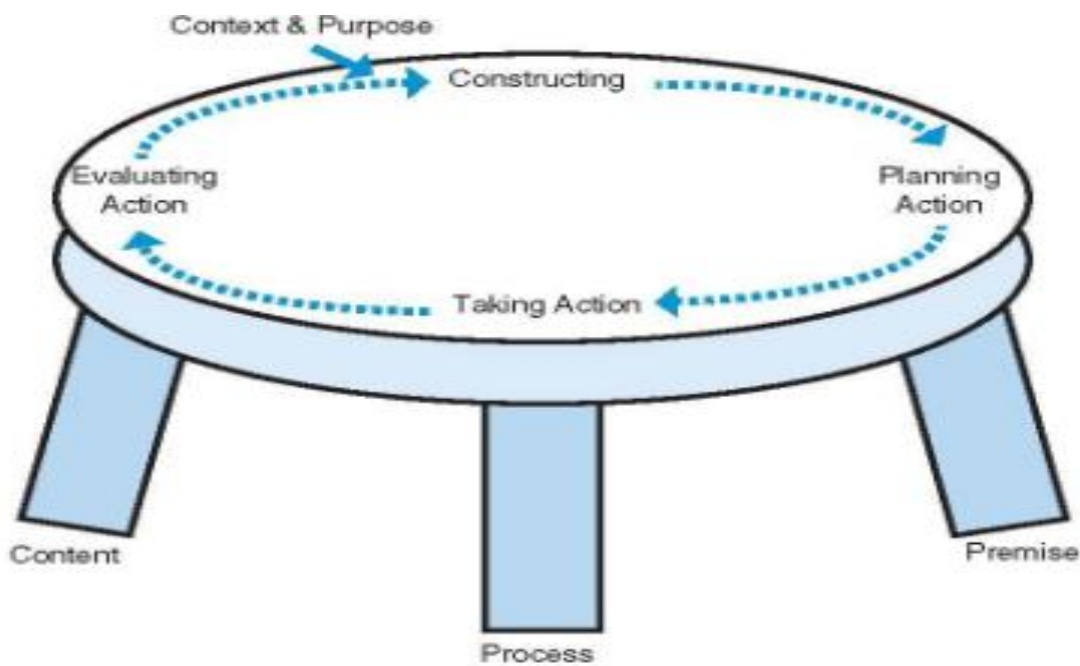 Context & Purpose
Constructing
Evaluating
Action
Planning
Action
Taking Action
Content
Premise
Process